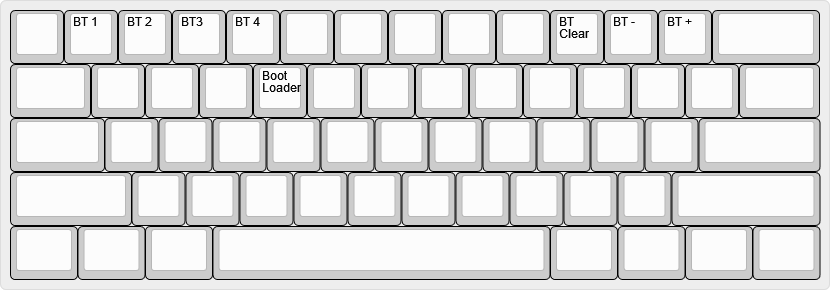 BT 1
BT 2
BT3
BT 4
BT
Clear
BT -
BT +
Boot
Loader